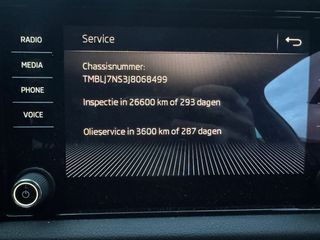 RADIO
MEDIA
PHONE
VOICE
Service
Chassisnummer:
TMBLJ7NS3J8068499
Inspectie in 26600 km of 293 dagen
Olieservice in 3600 km of 287 dagen